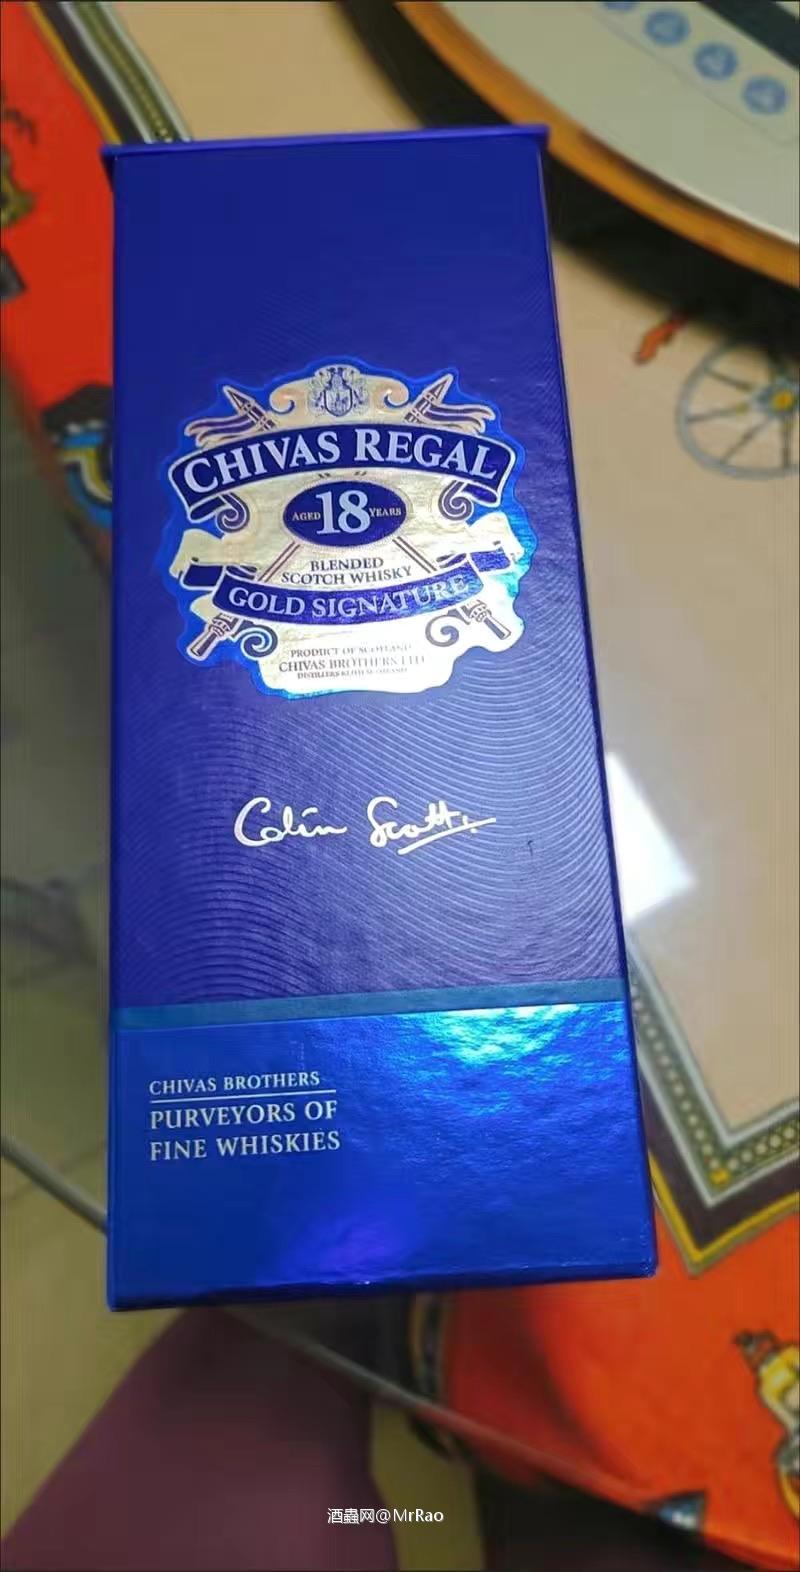 CHIVAS REGAL
AGED 18 YEARS
BLENDED
SCOTCH WHISKY
GOLD SIGNATURE
PRODUCT OF SCOTLAND
CHIVAS BROTHERS LTD
Colin Scott
CHIVAS BROTHERS
PURVEYORS OF
FINE WHISKIES
酒蟲网@MrRao